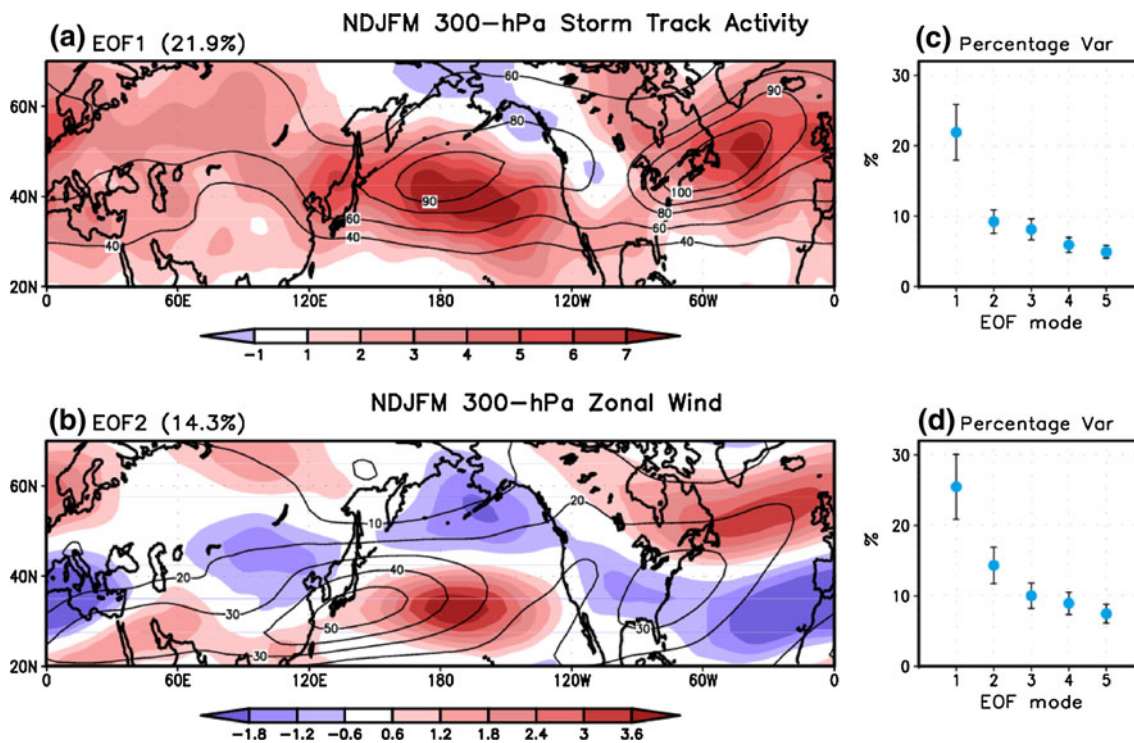 NDJFM 300-hPa Storm Track Activity
(a) EOF1 (21.9%)
60N
40N
20N
0 60E 120E 180 120W 60W 0
40
60
90
60
80
90
100
80
60
40
-1 1 2 3 4 5 6 7
(c) Percentage Var
30
20
10
0
%
1 2 3 4 5
EOF mode
NDJFM 300-hPa Zonal Wind
(b) EOF2 (14.3%)
60N
40N
20N
0 60E 120E 180 120W 60W 0
20
30
30
10
40
50
20
30
-1.8 -1.2 -0.6 0.6 1.2 1.8 2.4 3 3.6
(d) Percentage Var
30
20
10
0
%
1 2 3 4 5
EOF mode